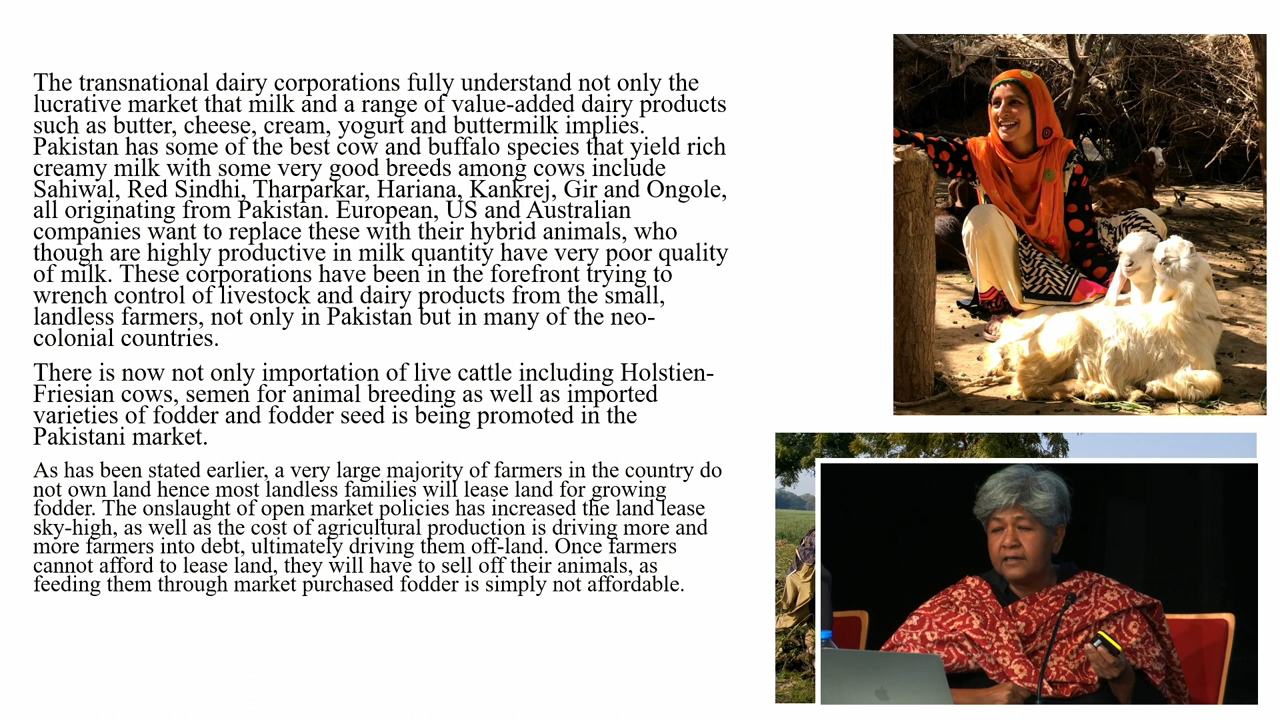 The transnational dairy corporations fully understand not only the
lucrative market that milk and a range of value-added dairy products
such as butter, cheese, cream, yogurt and buttermilk implies.
Pakistan has some of the best cow and buffalo species that yield rich
creamy milk with some very good breeds among cows include
Sahiwal, Red Sindhi, Tharparkar, Hariana, Kankrej, Gir and Ongole,
all originating from Pakistan. European, US and Australian
companies want to replace these with their hybrid animals, who
though are highly productive in milk quantity have very poor quality
of milk. These corporations have been in the forefront trying to
wrench control of livestock and dairy products from the small,
landless farmers, not only in Pakistan but in many of the neo-
colonial countries.
There is now not only importation of live cattle including Holstien-
Friesian cows, semen for animal breeding as well as imported
varieties of fodder and fodder seed is being promoted in the
Pakistani market.
As has been stated earlier, a very large majority of farmers in the country do
not own land hence most landless families will lease land for growing
fodder. The onslaught of open market policies has increased the land lease
sky-high, as well as the cost of agricultural production is driving more and
more farmers into debt, ultimately driving them off-land. Once farmers
cannot afford to lease land, they will have to sell off their animals, as
feeding them through market purchased fodder is simply not affordable.